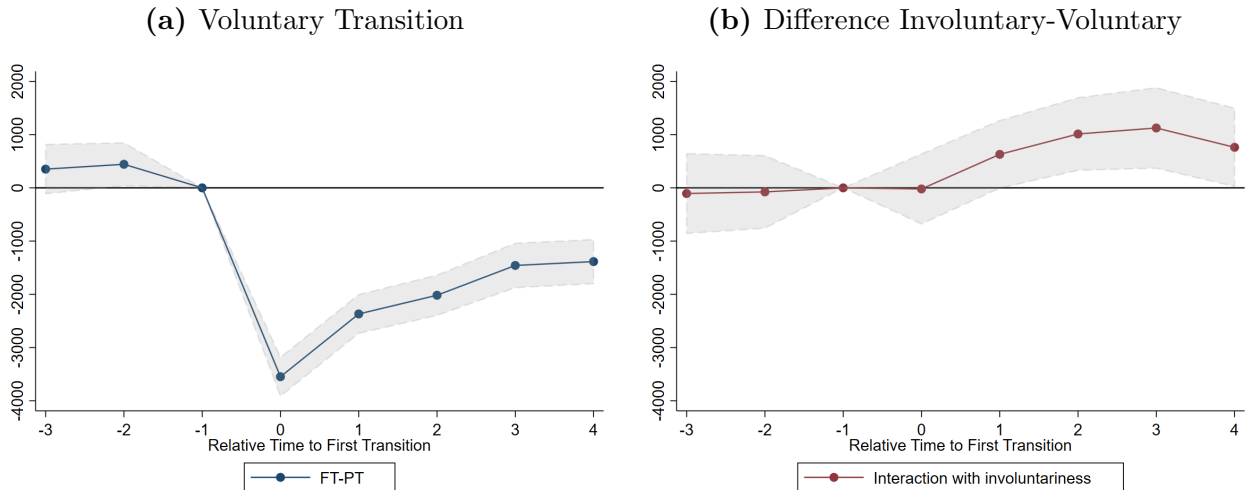 (a) Voluntary Transition
2000
1000
0
-1000
-2000
-3000
-4000
-3 -2 -1 0 1 2 3 4
Relative Time to First Transition
FT-PT
(b) Difference Involuntary-Voluntary
2000
1000
0
-1000
-2000
-3000
-4000
-3 -2 -1 0 1 2 3 4
Relative Time to First Transition
Interaction with involuntariness